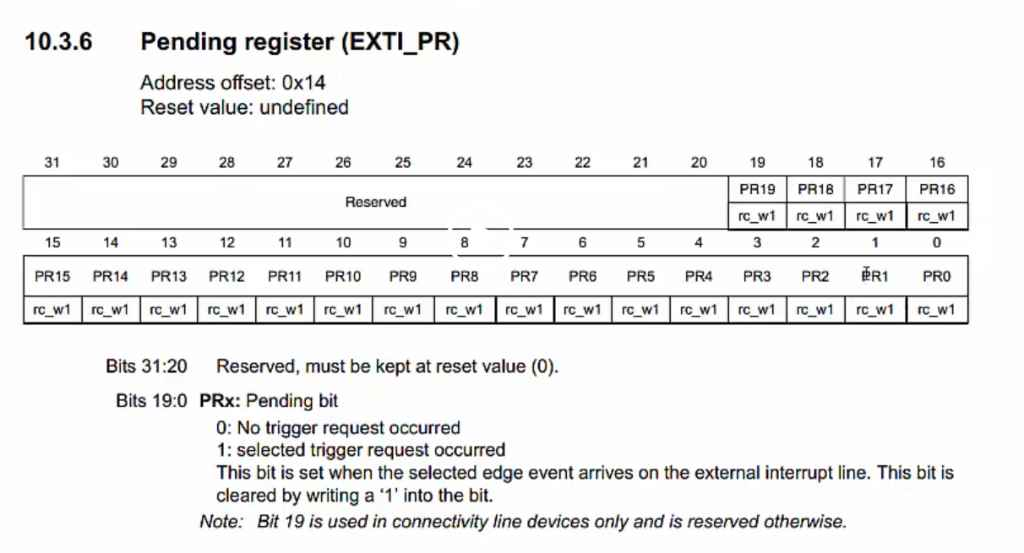 10.3.6 Pending register (EXTI_PR)
Address offset: 0x14
Reset value: undefined
31 30 29 28 27 26 25 24 23 22 21 20 19 18 17 16
Reserved PR19 PR18 PR17 PR16
rc_w1 rc_w1 rc_w1 rc_w1
15 14 13 12 11 10 9 8 7 6 5 4 3 2 1 0
PR15 PR14 PR13 PR12 PR11 PR10 PR9 PR8 PR7 PR6 PR5 PR4 PR3 PR2 PR1 PR0
rc_w1 rc_w1 rc_w1 rc_w1 rc_w1 rc_w1 rc_w1 rc_w1 rc_w1 rc_w1 rc_w1 rc_w1 rc_w1 rc_w1 rc_w1 rc_w1
Bits 31:20 Reserved, must be kept at reset value (0).
Bits 19:0 PRx: Pending bit
0: No trigger request occurred
1: selected trigger request occurred
This bit is set when the selected edge event arrives on the external interrupt line. This bit is
cleared by writing a ‘1’ into the bit.
Note: Bit 19 is used in connectivity line devices only and is reserved otherwise.